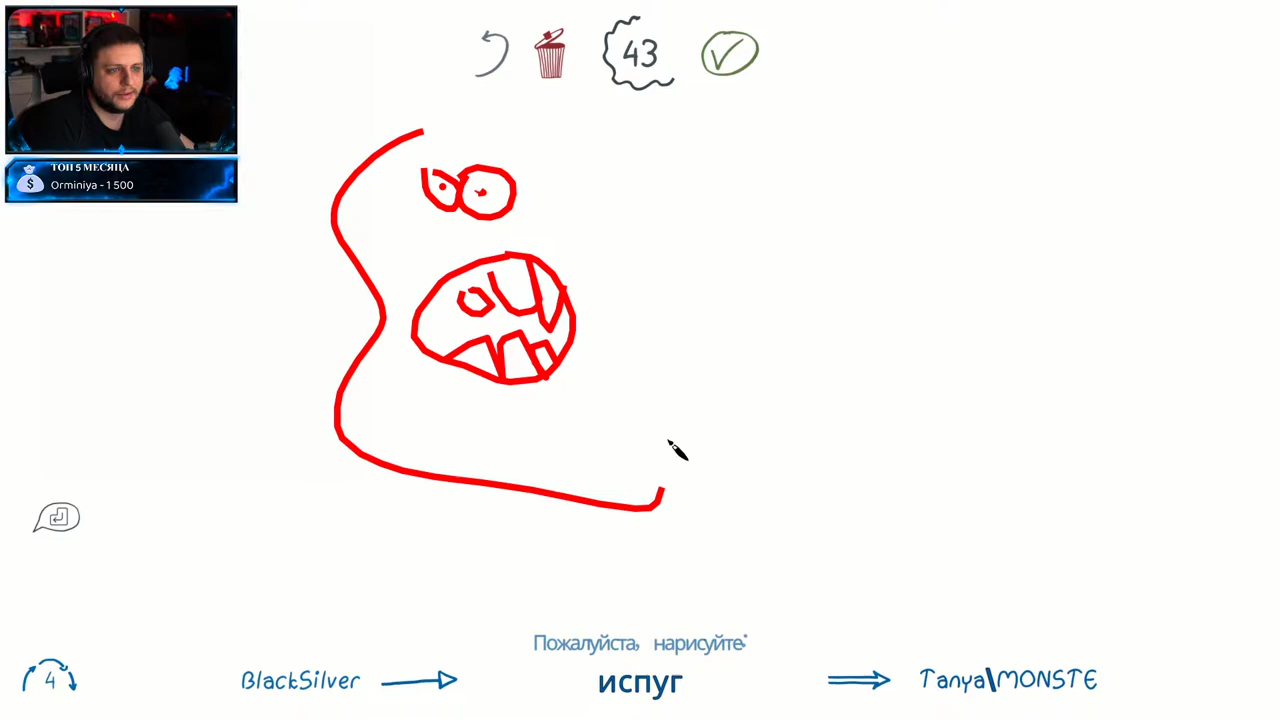 43
ТОП 5 МЕСЯЦА
Orminiya - 1 500
Пожалуйста, нарисуйте:
4 BlackSilver испуг Tanya\MONSTE